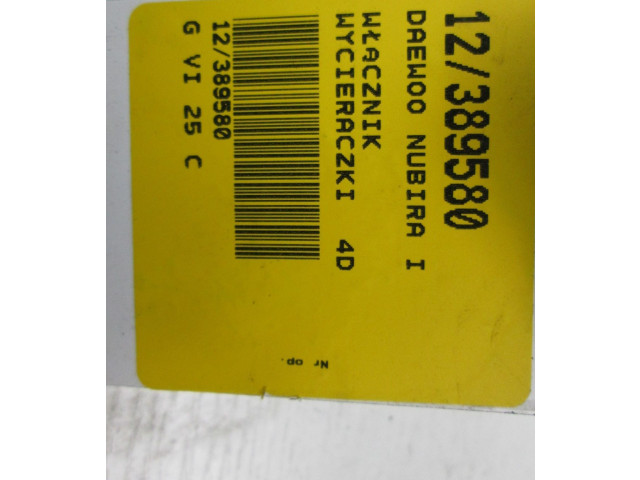 12/389580
DAEWOO NUBIRA I
WŁĄCZNIK
WYCIERACZKI 4D
12/389580
G VI 25 C
Nr op.